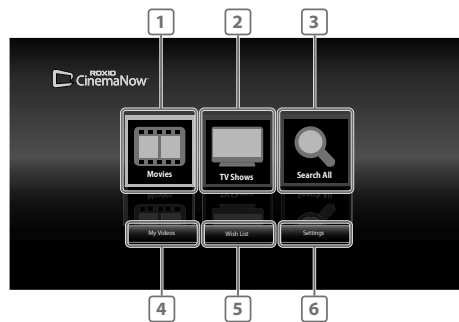 1 2 3
ROXIO
CinemaNow
Movies TV Shows Search All
My Videos Wish List Settings
4 5 6